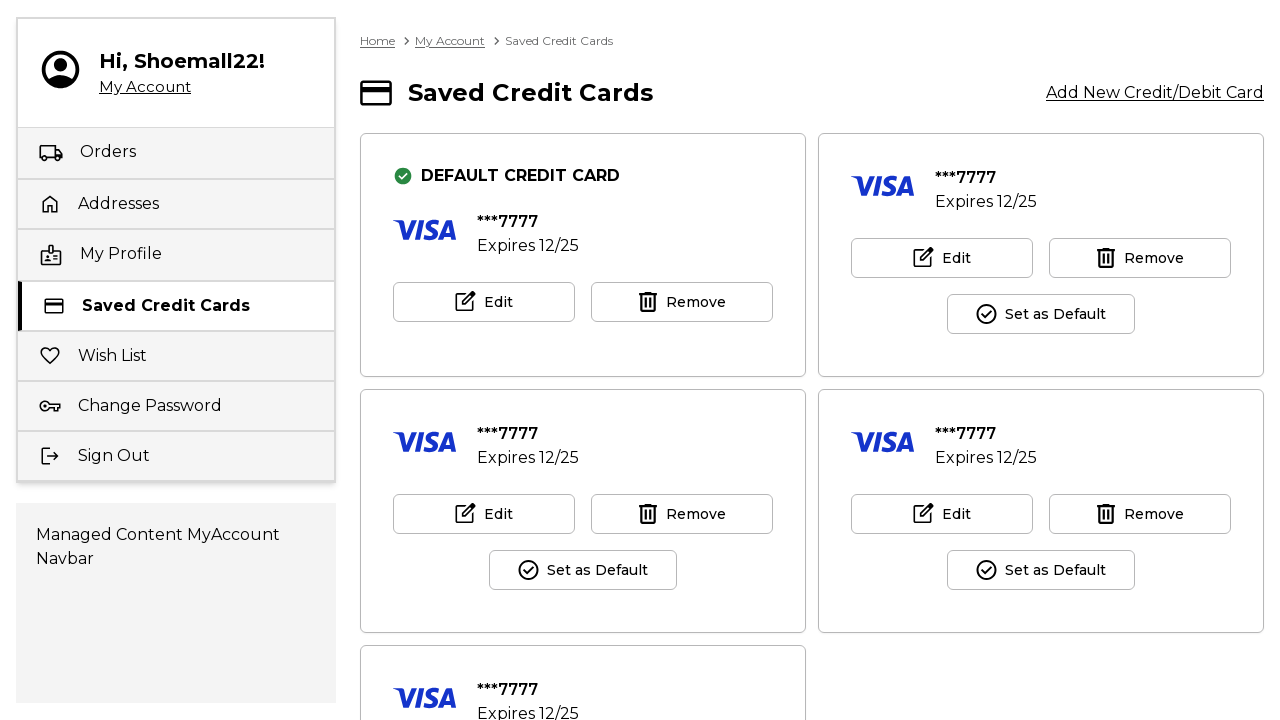 Hi, Shoemall22!
My Account
Orders
Addresses
My Profile
Saved Credit Cards
Wish List
Change Password
Sign Out
Managed Content MyAccount
Navbar
Home > My Account > Saved Credit Cards
Saved Credit Cards
Add New Credit/Debit Card
DEFAULT CREDIT CARD
VISA
***7777
Expires 12/25
Edit
Remove
VISA
***7777
Expires 12/25
Edit
Remove
Set as Default
VISA
***7777
Expires 12/25
Edit
Remove
Set as Default
VISA
***7777
Expires 12/25
Edit
Remove
Set as Default
VISA
***7777
Expires 12/25